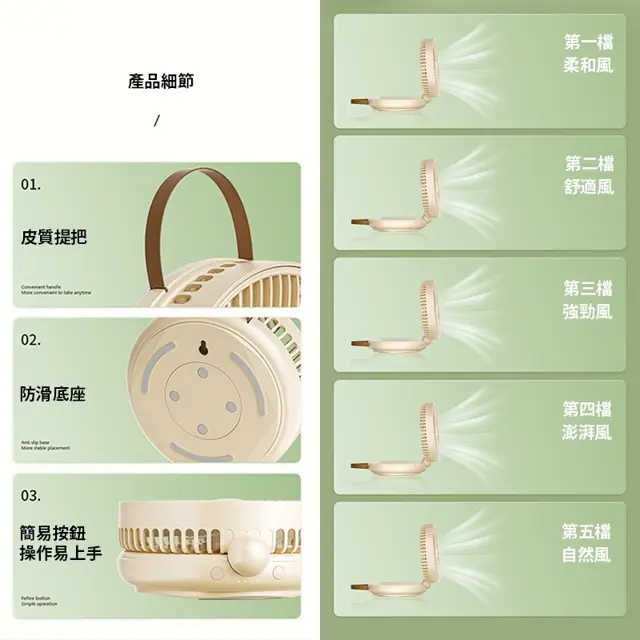 產品細節
/
01.
皮質提把
Convenient handle
More convenient to take anytime
02.
防滑底座
Anti slip base
More stable placement
03.
簡易按鈕
操作易上手
Refine button
Simple operation
第一檔
柔和風
第二檔
舒適風
第三檔
強勁風
第四檔
澎湃風
第五檔
自然風